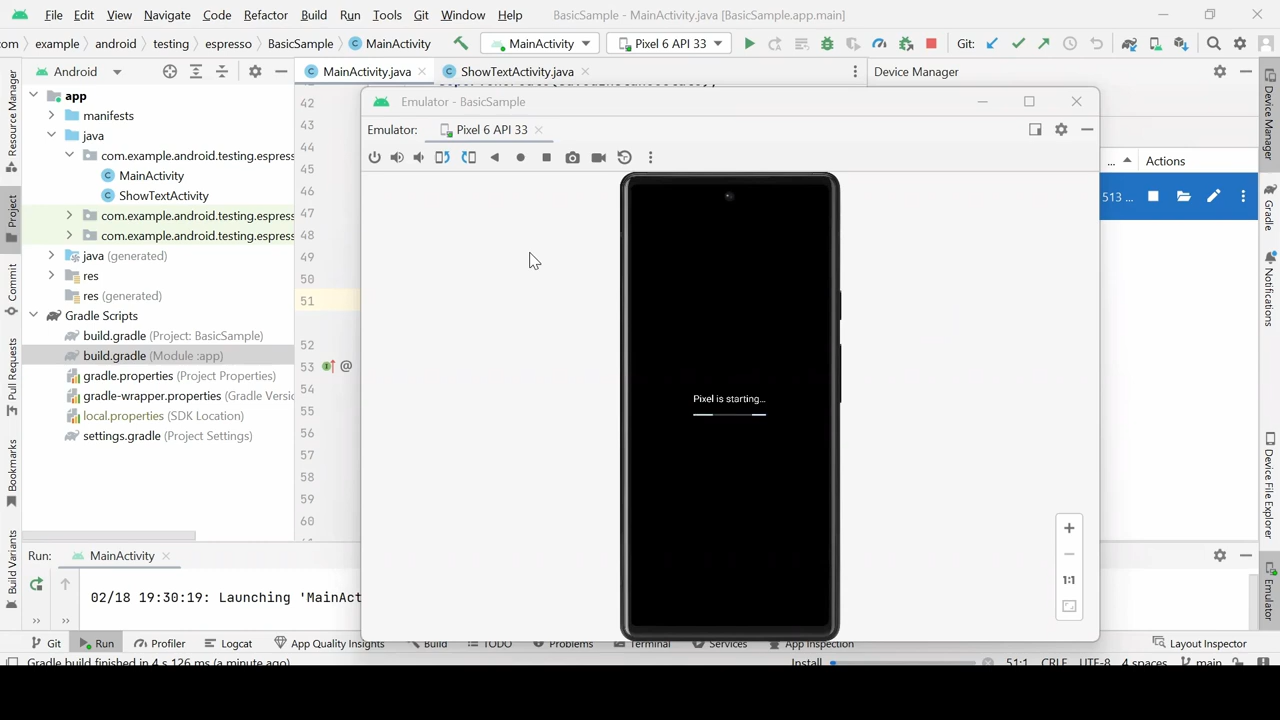 File Edit View Navigate Code Refactor Build Run Tools Git Window Help BasicSample - MainActivity.java [BasicSample.app.main]
om example android testing espresso BasicSample MainActivity MainActivity Pixel 6 API 33 Git:
Android MainActivity.java ShowTextActivity.java Device Manager
Resource Manager
Project
Commit
Pull Requests
Bookmarks
Build Variants
app
manifests
java
com.example.android.testing.espress
MainActivity
ShowTextActivity
com.example.android.testing.espress
com.example.android.testing.espress
java (generated)
res
res (generated)
Gradle Scripts
build.gradle (Project: BasicSample)
build.gradle (Module :app)
gradle.properties (Project Properties)
gradle-wrapper.properties (Gradle Versio
local.properties (SDK Location)
settings.gradle (Project Settings)
42
43
44
45
46
47
48
49
50
51
52
53 @
54
55
56
57
58
59
60
Emulator - BasicSample
Emulator: Pixel 6 API 33
Pixel is starting...
1:1
... Actions
513 ...
Device Manager
Gradle
Notifications
Device File Explorer
Emulator
Run: MainActivity
02/18 19:30:19: Launching 'MainAct
Git Run Profiler Logcat App Quality Insights Build TODO Problems Terminal Services App Inspection Layout Inspector
Gradle build finished in 4 s 126 ms (a minute ago) Install 51:1 CRLF UTF-8 4 spaces main